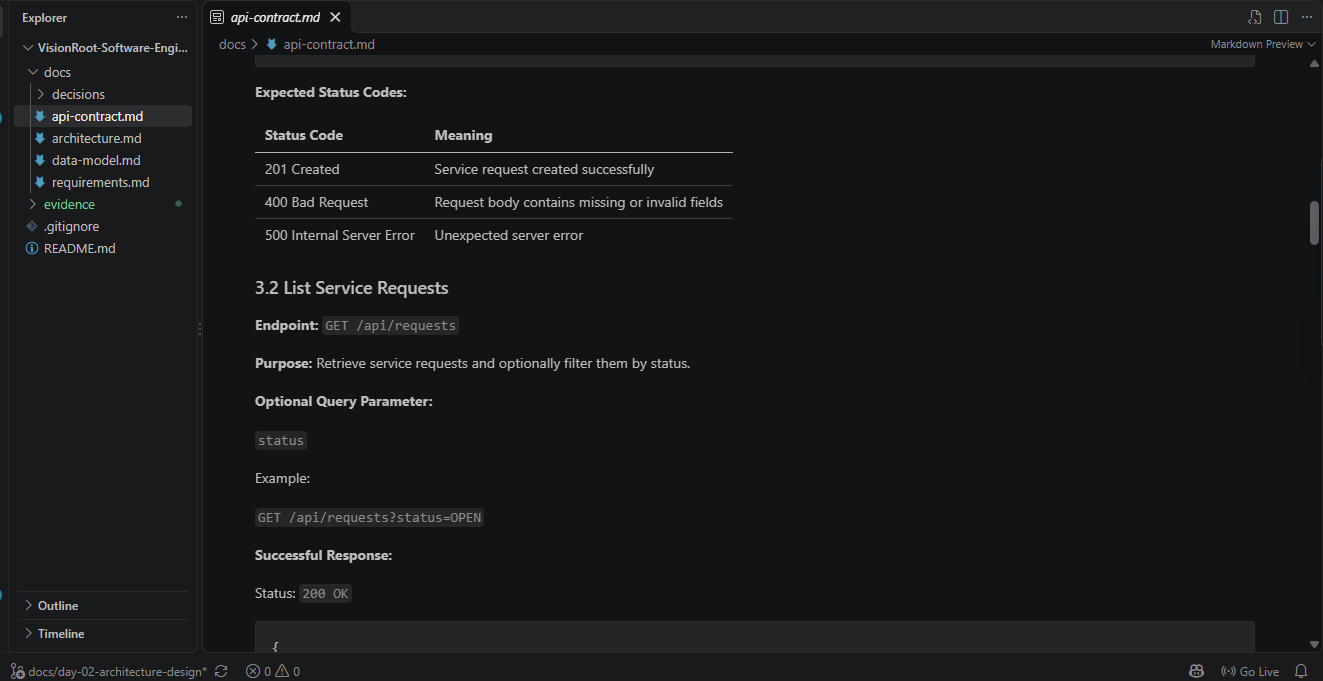 Explorer
VisionRoot-Software-Engi...
docs
decisions
api-contract.md
architecture.md
data-model.md
requirements.md
evidence
.gitignore
README.md
Outline
Timeline
api-contract.md
docs > api-contract.md
Markdown Preview
Expected Status Codes:
Status Code Meaning
201 Created Service request created successfully
400 Bad Request Request body contains missing or invalid fields
500 Internal Server Error Unexpected server error
3.2 List Service Requests
Endpoint: GET /api/requests
Purpose: Retrieve service requests and optionally filter them by status.
Optional Query Parameter:
status
Example:
GET /api/requests?status=OPEN
Successful Response:
Status: 200 OK
{
docs/day-02-architecture-design* 0 0 Go Live